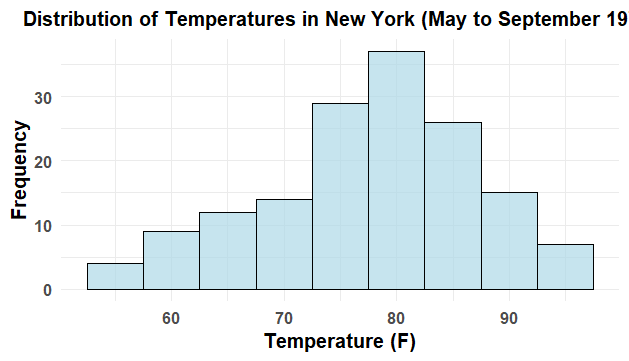 Distribution of Temperatures in New York (May to September 19
Frequency
30
20
10
0
60 70 80 90
Temperature (F)